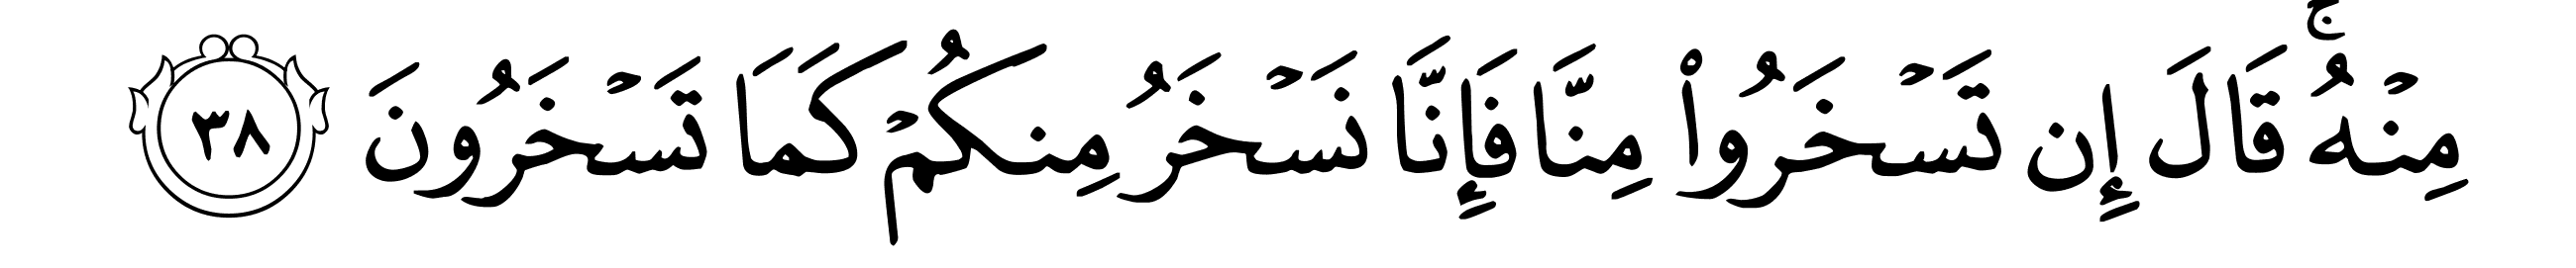 مِنۡهُۚ قَالَ إِن تَسۡخَرُواْ مِنَّا فَإِنَّا نَسۡخَرُ مِنكُمۡ كَمَا تَسۡخَرُونَ ٣٨